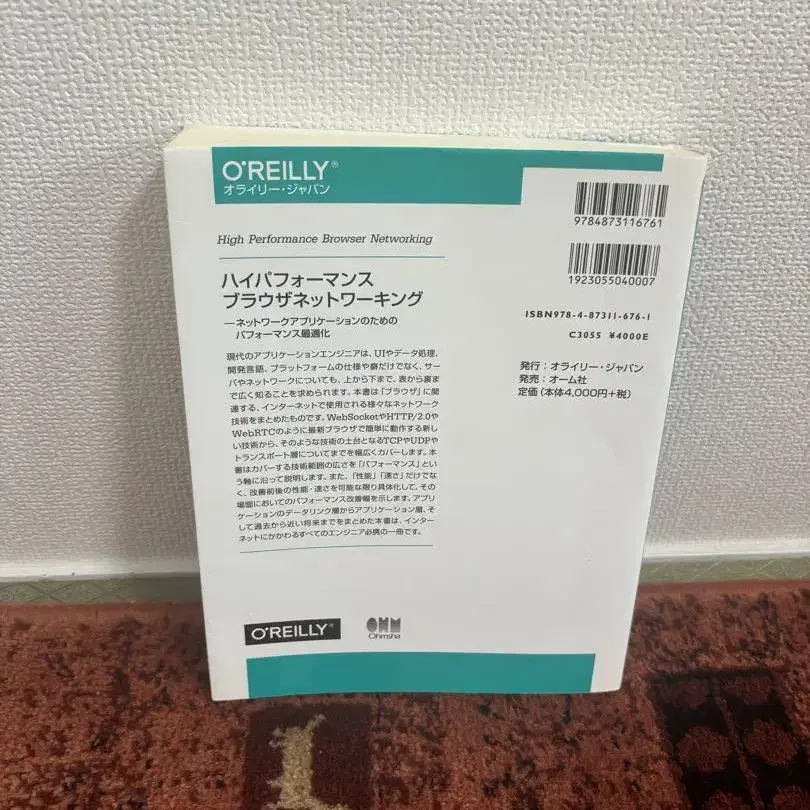 O'REILLY®
オライリー・ジャパン
High Performance Browser Networking
ハイパフォーマンス
ブラウザネットワーキング
―ネットワークアプリケーションのための
パフォーマンス最適化
現代のアプリケーションエンジニアは、UIやデータ処理、
開発言語、プラットフォームの仕様や癖だけでなく、サー
バやネットワークについても、上から下まで、表から裏ま
で広く知ることを求められます。本書は「ブラウザ」に関
連する、インターネットで使用される様々なネットワーク
技術をまとめたものです。WebSocketやHTTP/2.0や
WebRTCのように最新ブラウザで簡単に動作する新し
い技術から、そのような技術の土台となるTCPやUDPや
トランスポート層についてまでを幅広くカバーします。本
書はカバーする技術範囲の広さを「パフォーマンス」とい
う軸に沿って説明します。また、「性能」「速さ」だけでな
く、改善前後の性能・速さを可能な限り具体化して、その
場面においてのパフォーマンス改善幅を示します。アプリ
ケーションのデータリンク層からアプリケーション層、そ
して過去から近い将来までをまとめた本書は、インター
ネットにかかわるすべてのエンジニア必携の一冊です。
9784873116761
1923055040007
ISBN978-4-87311-676-1
C3055 ¥4000E
発行：オライリー・ジャパン
発売：オーム社
定価（本体4,000円+税）
O'REILLY®
OHM
Ohmsha